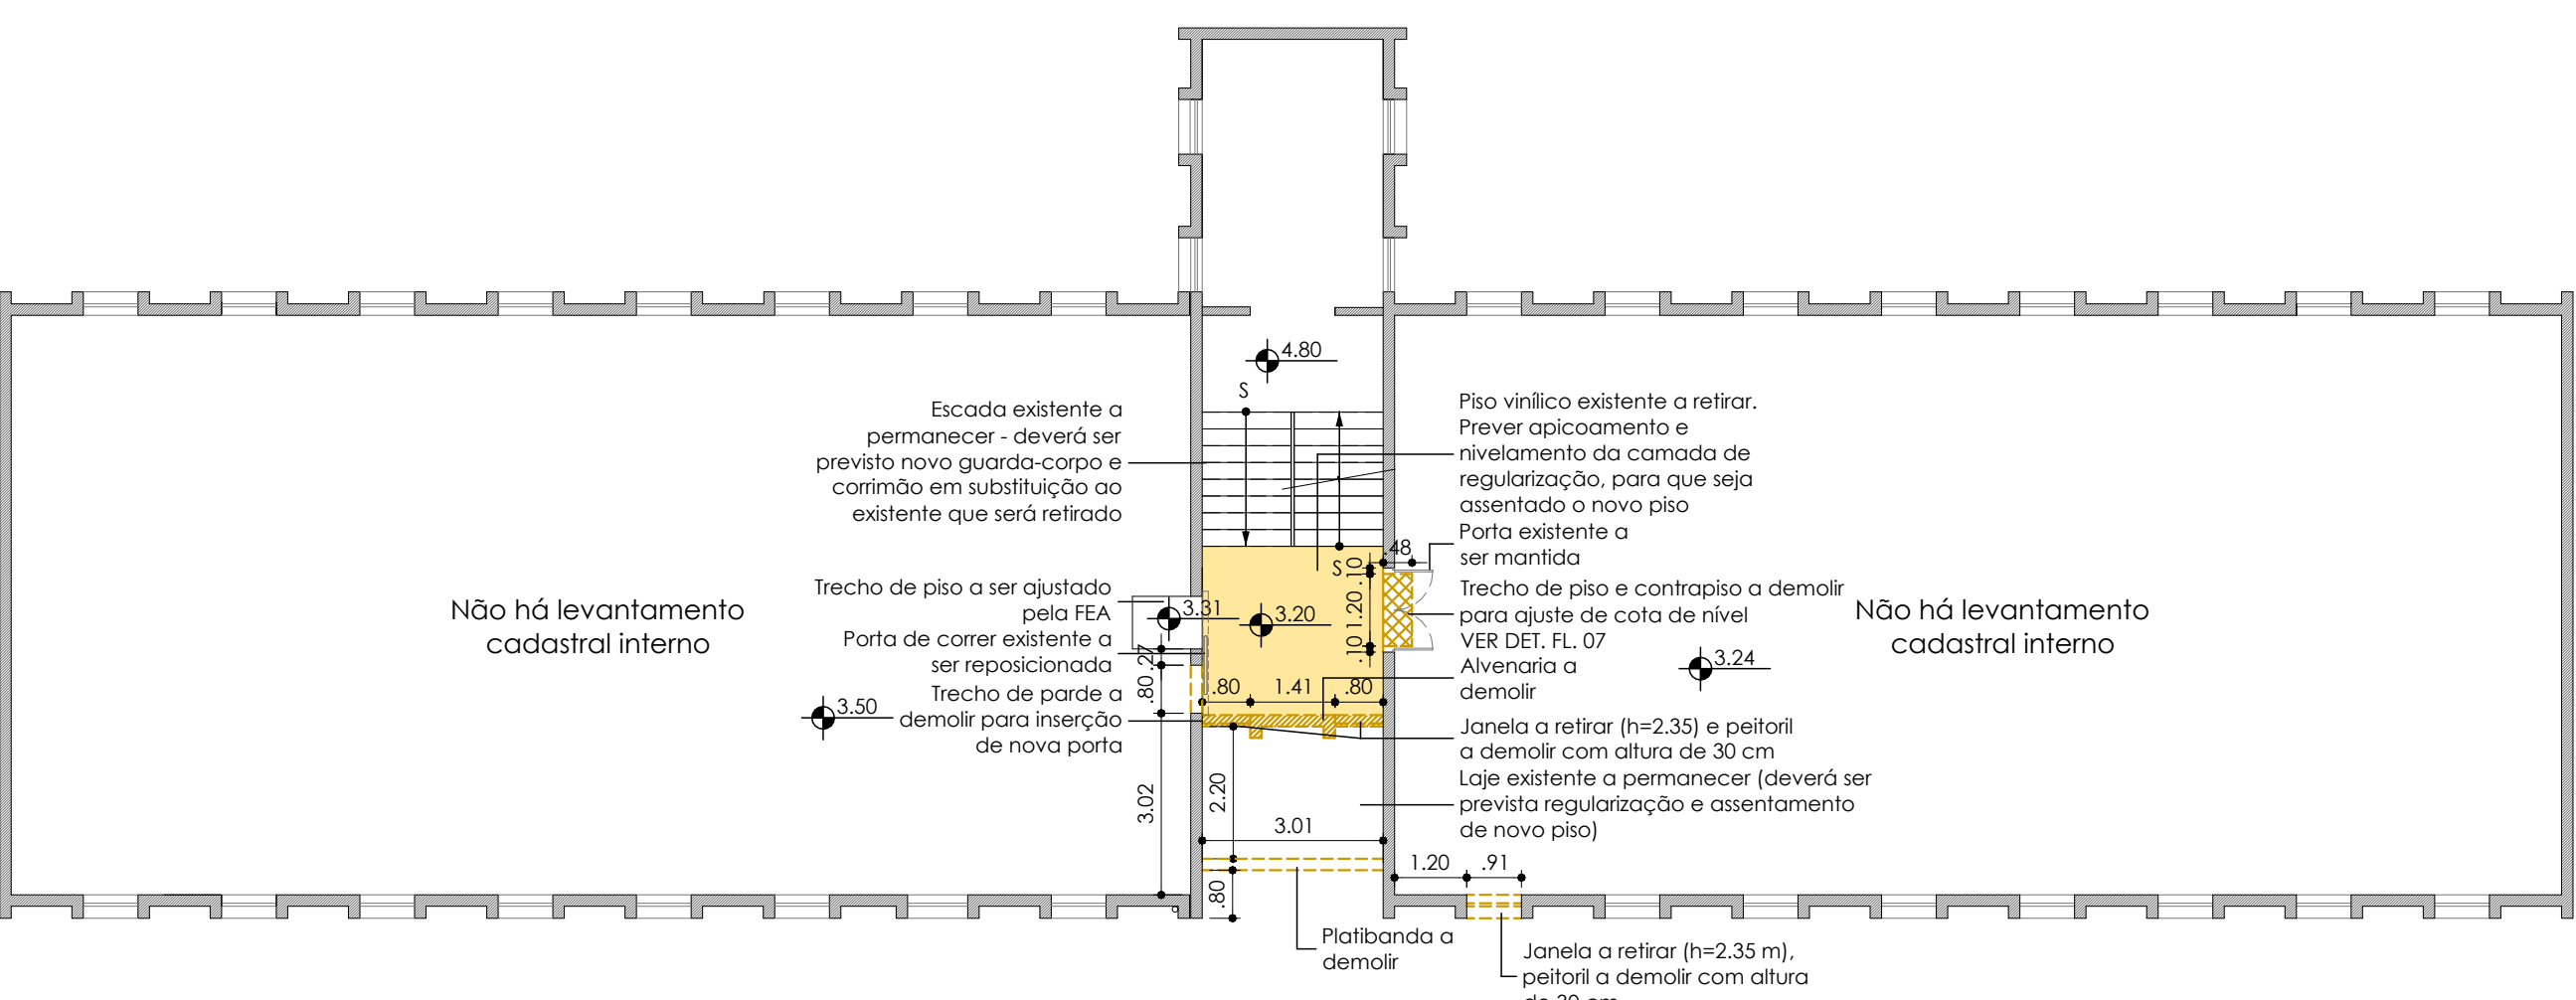 4.80
S
Escada existente a
permanecer - deverá ser
previsto novo guarda-corpo e
corrimão em substituição ao
existente que será retirado
Piso vinílico existente a retirar.
Prever apicoamento e
nivelamento da camada de
regularização, para que seja
assentado o novo piso
Porta existente a
ser mantida
.48
S
.10
1.20
.10
Trecho de piso a ser ajustado
pela FEA
3.31
3.20
Trecho de piso e contrapiso a demolir
para ajuste de cota de nível
VER DET. FL. 07
Não há levantamento
cadastral interno
Não há levantamento
cadastral interno
Porta de correr existente a
ser reposicionada
.27
.80
3.24
Alvenaria a
demolir
.80
1.41
.80
3.50
Trecho de parde a
demolir para inserção
de nova porta
Janela a retirar (h=2.35) e peitoril
a demolir com altura de 30 cm
Laje existente a permanecer (deverá ser
prevista regularização e assentamento
de novo piso)
3.02
2.20
3.01
.80
1.20
.91
Platibanda a
demolir
Janela a retirar (h=2.35 m),
peitoril a demolir com altura
de 30 cm